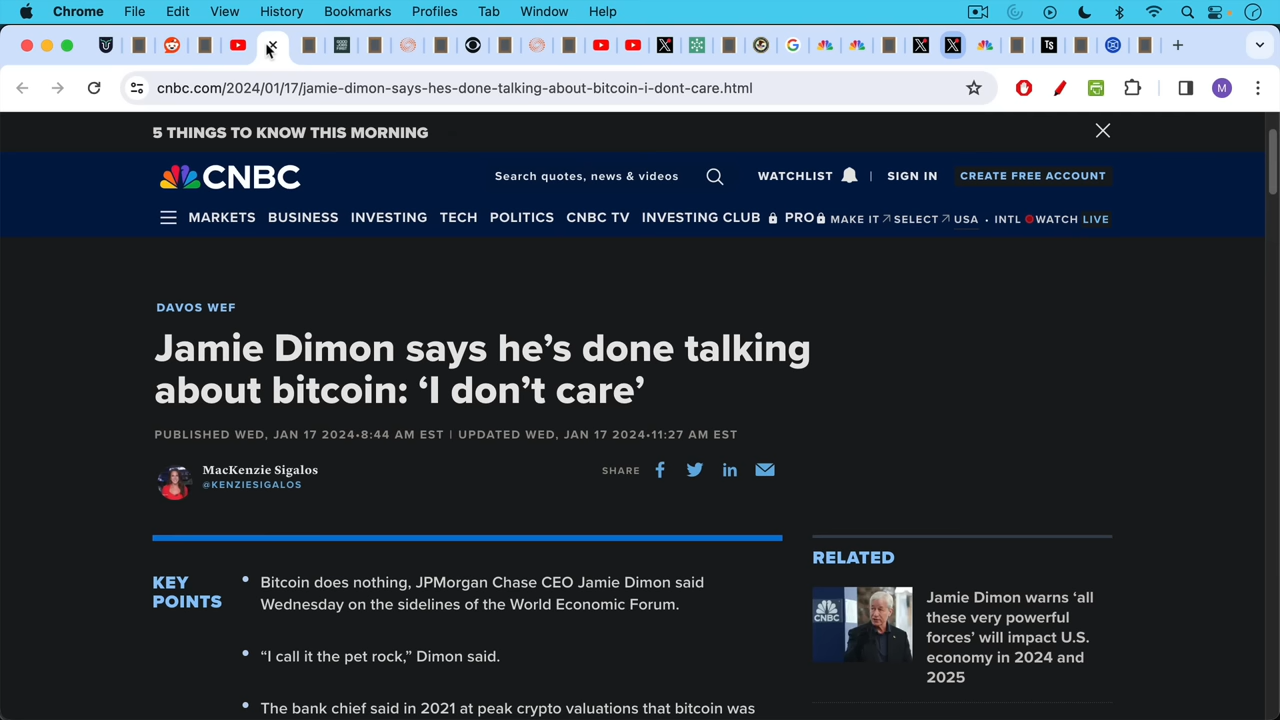 Chrome File Edit View History Bookmarks Profiles Tab Window Help
Ts
cnbc.com/2024/01/17/jamie-dimon-says-hes-done-talking-about-bitcoin-i-dont-care.html
M
5 THINGS TO KNOW THIS MORNING
CNBC
Search quotes, news & videos
WATCHLIST | SIGN IN CREATE FREE ACCOUNT
MARKETS BUSINESS INVESTING TECH POLITICS CNBC TV INVESTING CLUB PRO MAKE IT SELECT USA • INTL WATCH LIVE
DAVOS WEF
Jamie Dimon says he’s done talking
about bitcoin: ‘I don’t care’
PUBLISHED WED, JAN 17 2024•8:44 AM EST | UPDATED WED, JAN 17 2024•11:27 AM EST
MacKenzie Sigalos
@KENZIESIGALOS
SHARE
KEY
POINTS
• Bitcoin does nothing, JPMorgan Chase CEO Jamie Dimon said
Wednesday on the sidelines of the World Economic Forum.
• “I call it the pet rock,” Dimon said.
• The bank chief said in 2021 at peak crypto valuations that bitcoin was
RELATED
CNBC
Jamie Dimon warns ‘all
these very powerful
forces’ will impact U.S.
economy in 2024 and
2025